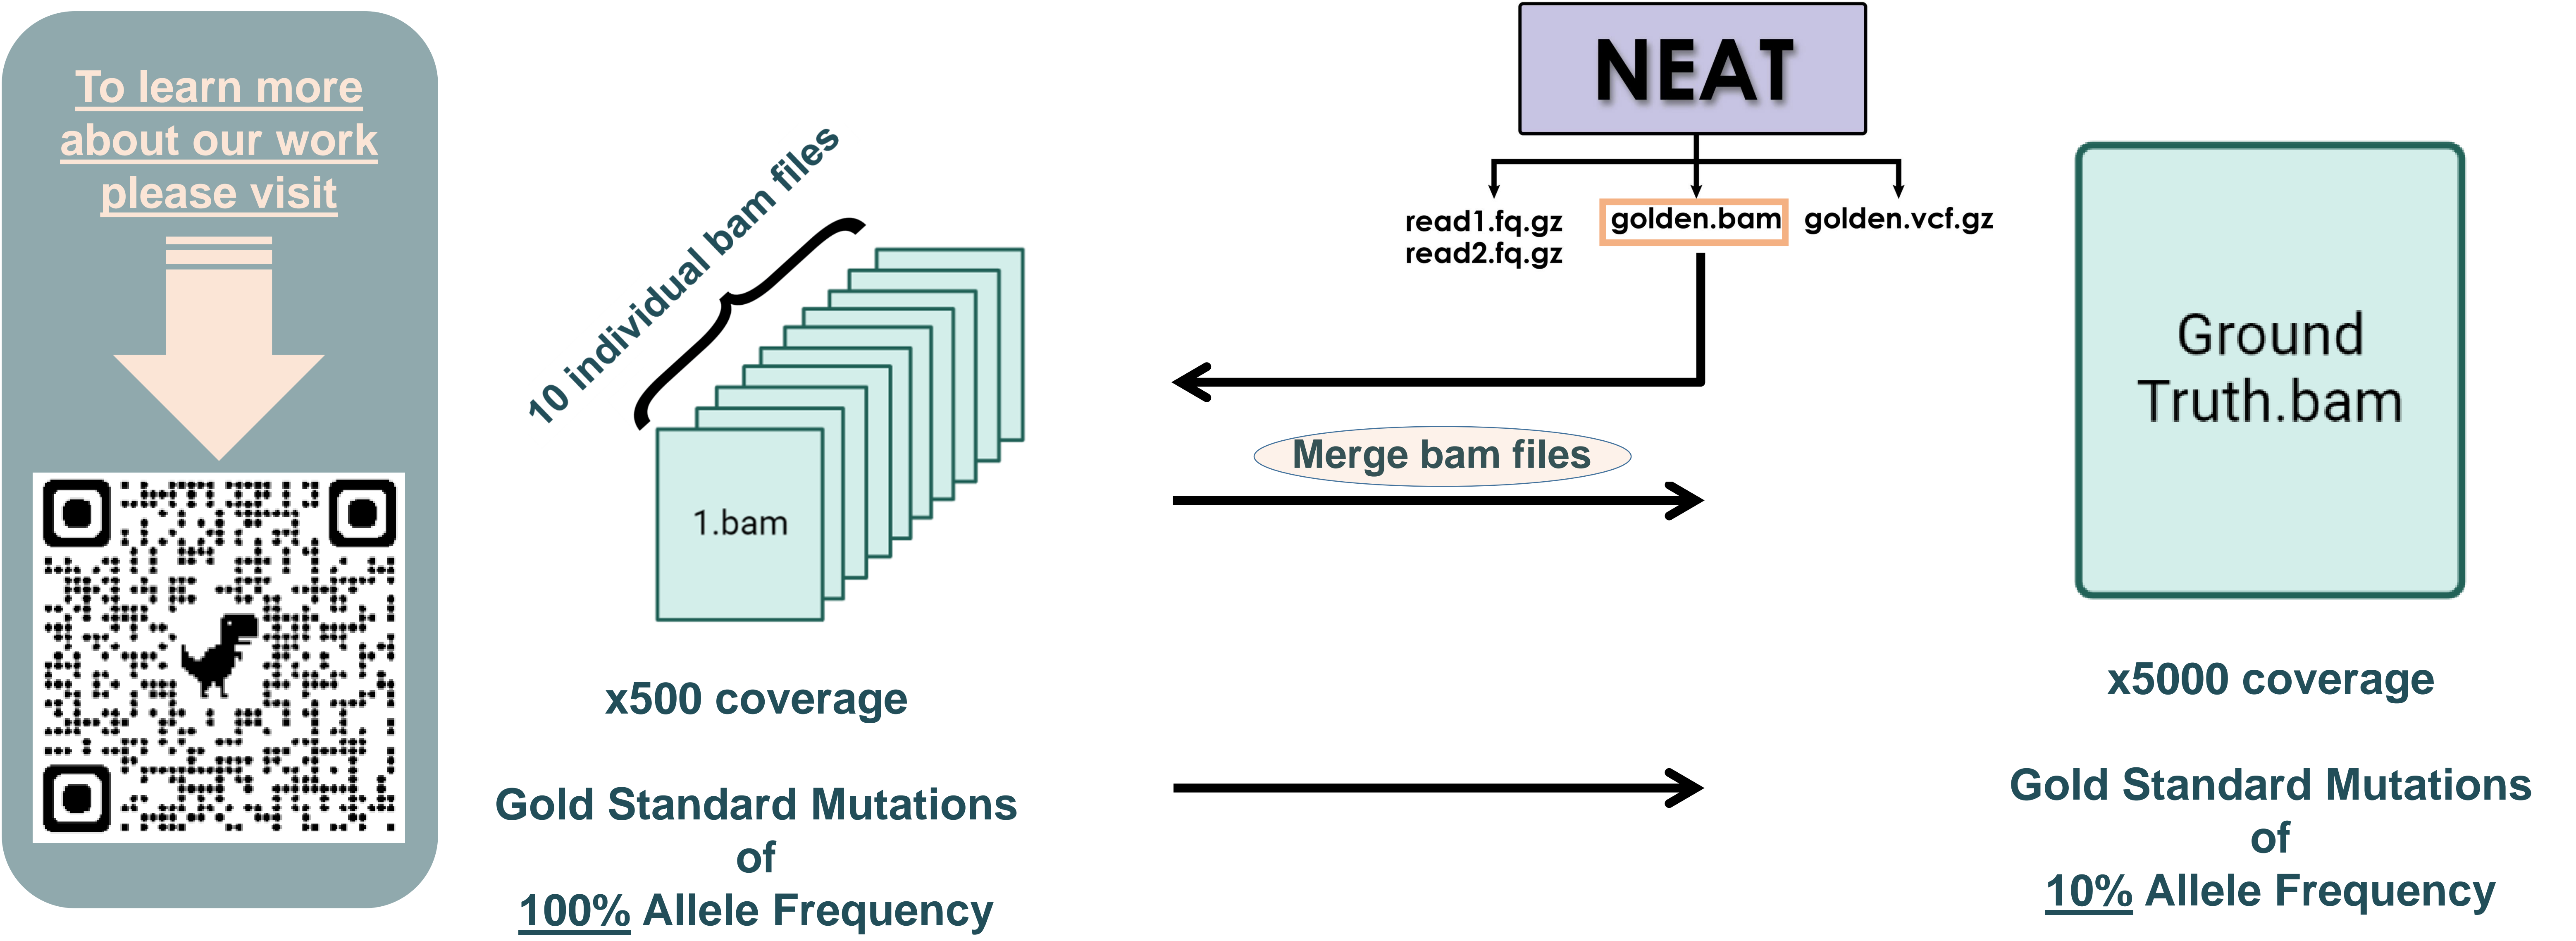 To learn more
about our work
please visit
10 individual bam files
1.bam
x500 coverage
Gold Standard Mutations
of
100% Allele Frequency
NEAT
read1.fq.gz
read2.fq.gz
golden.bam
golden.vcf.gz
Merge bam files
Ground
Truth.bam
x5000 coverage
Gold Standard Mutations
of
10% Allele Frequency